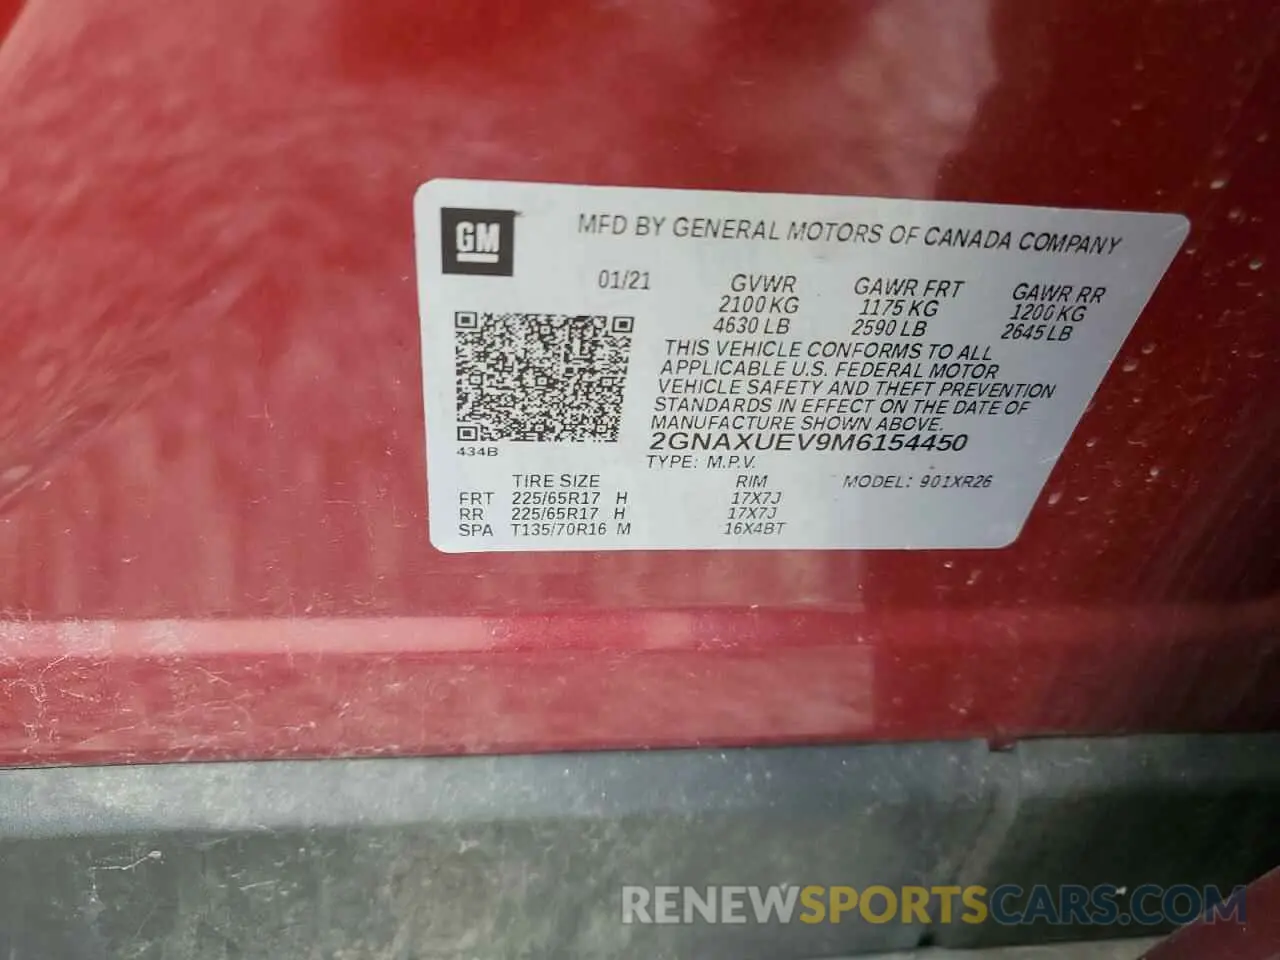 GM
MFD BY GENERAL MOTORS OF CANADA COMPANY
01/21 GVWR GAWR FRT GAWR RR
2100 KG 1175 KG 1200 KG
4630 LB 2590 LB 2645 LB
THIS VEHICLE CONFORMS TO ALL
APPLICABLE U.S. FEDERAL MOTOR
VEHICLE SAFETY AND THEFT PREVENTION
STANDARDS IN EFFECT ON THE DATE OF
MANUFACTURE SHOWN ABOVE.
2GNAXUEV9M6154450
434B
TYPE: M.P.V.
TIRE SIZE RIM MODEL: 901XR26
FRT 225/65R17 H 17X7J
RR 225/65R17 H 17X7J
SPA T135/70R16 M 16X4BT
RENEWSPORTSCARS.COM